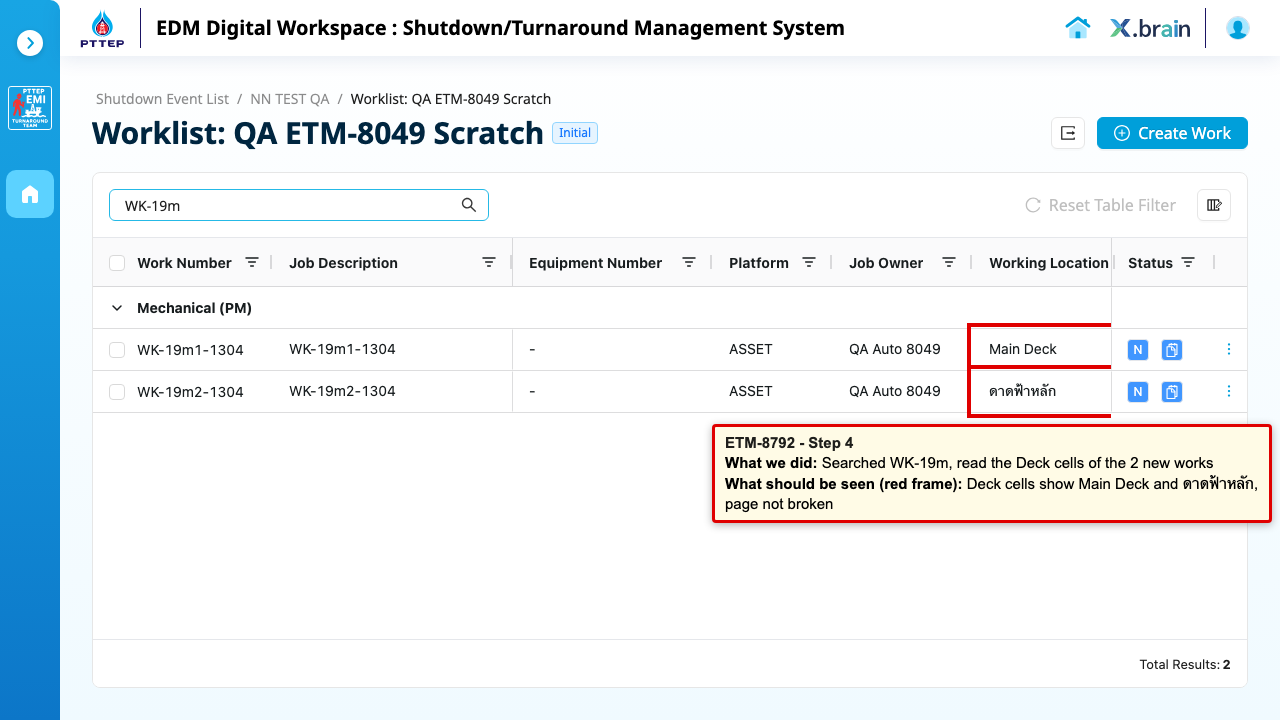 PTTEP
EDM Digital Workspace : Shutdown/Turnaround Management System
X.brain
PTTEP
EMI
TURNAROUND
TEAM
Shutdown Event List / NN TEST QA / Worklist: QA ETM-8049 Scratch
Worklist: QA ETM-8049 Scratch
Initial
Create Work
WK-19m
Reset Table Filter
Work Number
Job Description
Equipment Number
Platform
Job Owner
Working Location
Status
Mechanical (PM)
WK-19m1-1304 WK-19m1-1304 - ASSET QA Auto 8049 Main Deck N
WK-19m2-1304 WK-19m2-1304 - ASSET QA Auto 8049 ดาดฟ้าหลัก N
ETM-8792 - Step 4
What we did: Searched WK-19m, read the Deck cells of the 2 new works
What should be seen (red frame): Deck cells show Main Deck and ดาดฟ้าหลัก,
page not broken
Total Results: 2